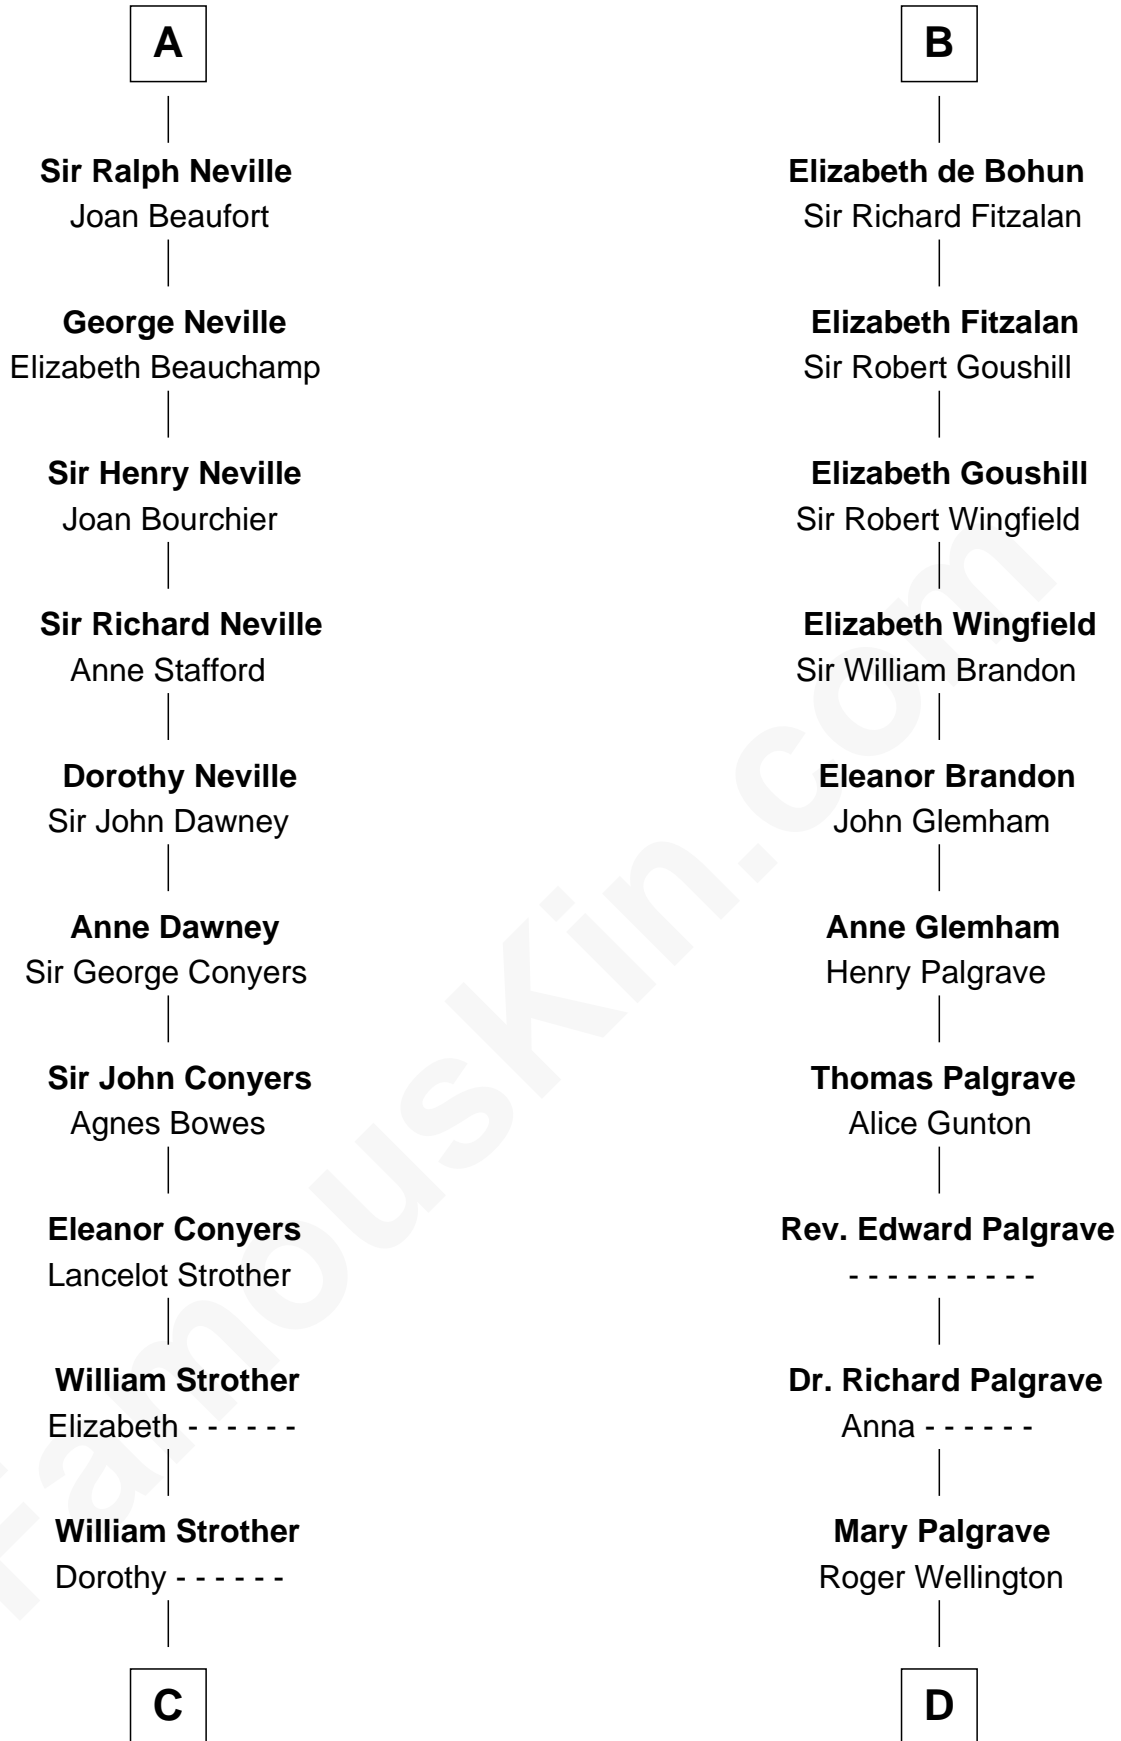 A
Sir Ralph Neville
Joan Beaufort
George Neville
Elizabeth Beauchamp
Sir Henry Neville
Joan Bourchier
Sir Richard Neville
Anne Stafford
Dorothy Neville
Sir John Dawney
Anne Dawney
Sir George Conyers
Sir John Conyers
Agnes Bowes
Eleanor Conyers
Lancelot Strother
William Strother
Elizabeth - - - - - -
William Strother
Dorothy - - - - - -
C
B
Elizabeth de Bohun
Sir Richard Fitzalan
Elizabeth Fitzalan
Sir Robert Goushill
Elizabeth Goushill
Sir Robert Wingfield
Elizabeth Wingfield
Sir William Brandon
Eleanor Brandon
John Glemham
Anne Glemham
Henry Palgrave
Thomas Palgrave
Alice Gunton
Rev. Edward Palgrave
- - - - - - - - - -
Dr. Richard Palgrave
Anna - - - - - -
Mary Palgrave
Roger Wellington
D
FamousKin.com